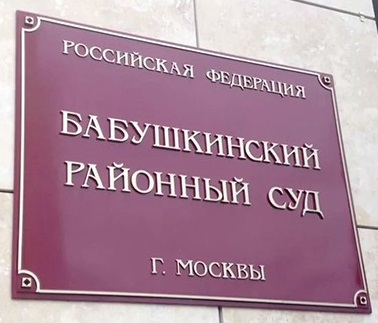 РОССИЙСКАЯ ФЕДЕРАЦИЯ
БАБУШКИНСКИЙ
РАЙОННЫЙ СУД
Г. МОСКВЫ